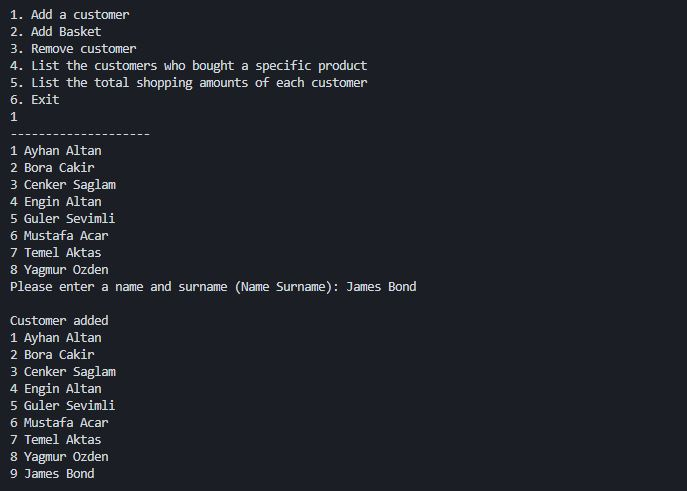 1. Add a customer
2. Add Basket
3. Remove customer
4. List the customers who bought a specific product
5. List the total shopping amounts of each customer
6. Exit
1
--------------------
1 Ayhan Altan
2 Bora Cakir
3 Cenker Saglam
4 Engin Altan
5 Guler Sevimli
6 Mustafa Acar
7 Temel Aktas
8 Yagmur Ozden
Please enter a name and surname (Name Surname): James Bond
Customer added
1 Ayhan Altan
2 Bora Cakir
3 Cenker Saglam
4 Engin Altan
5 Guler Sevimli
6 Mustafa Acar
7 Temel Aktas
8 Yagmur Ozden
9 James Bond